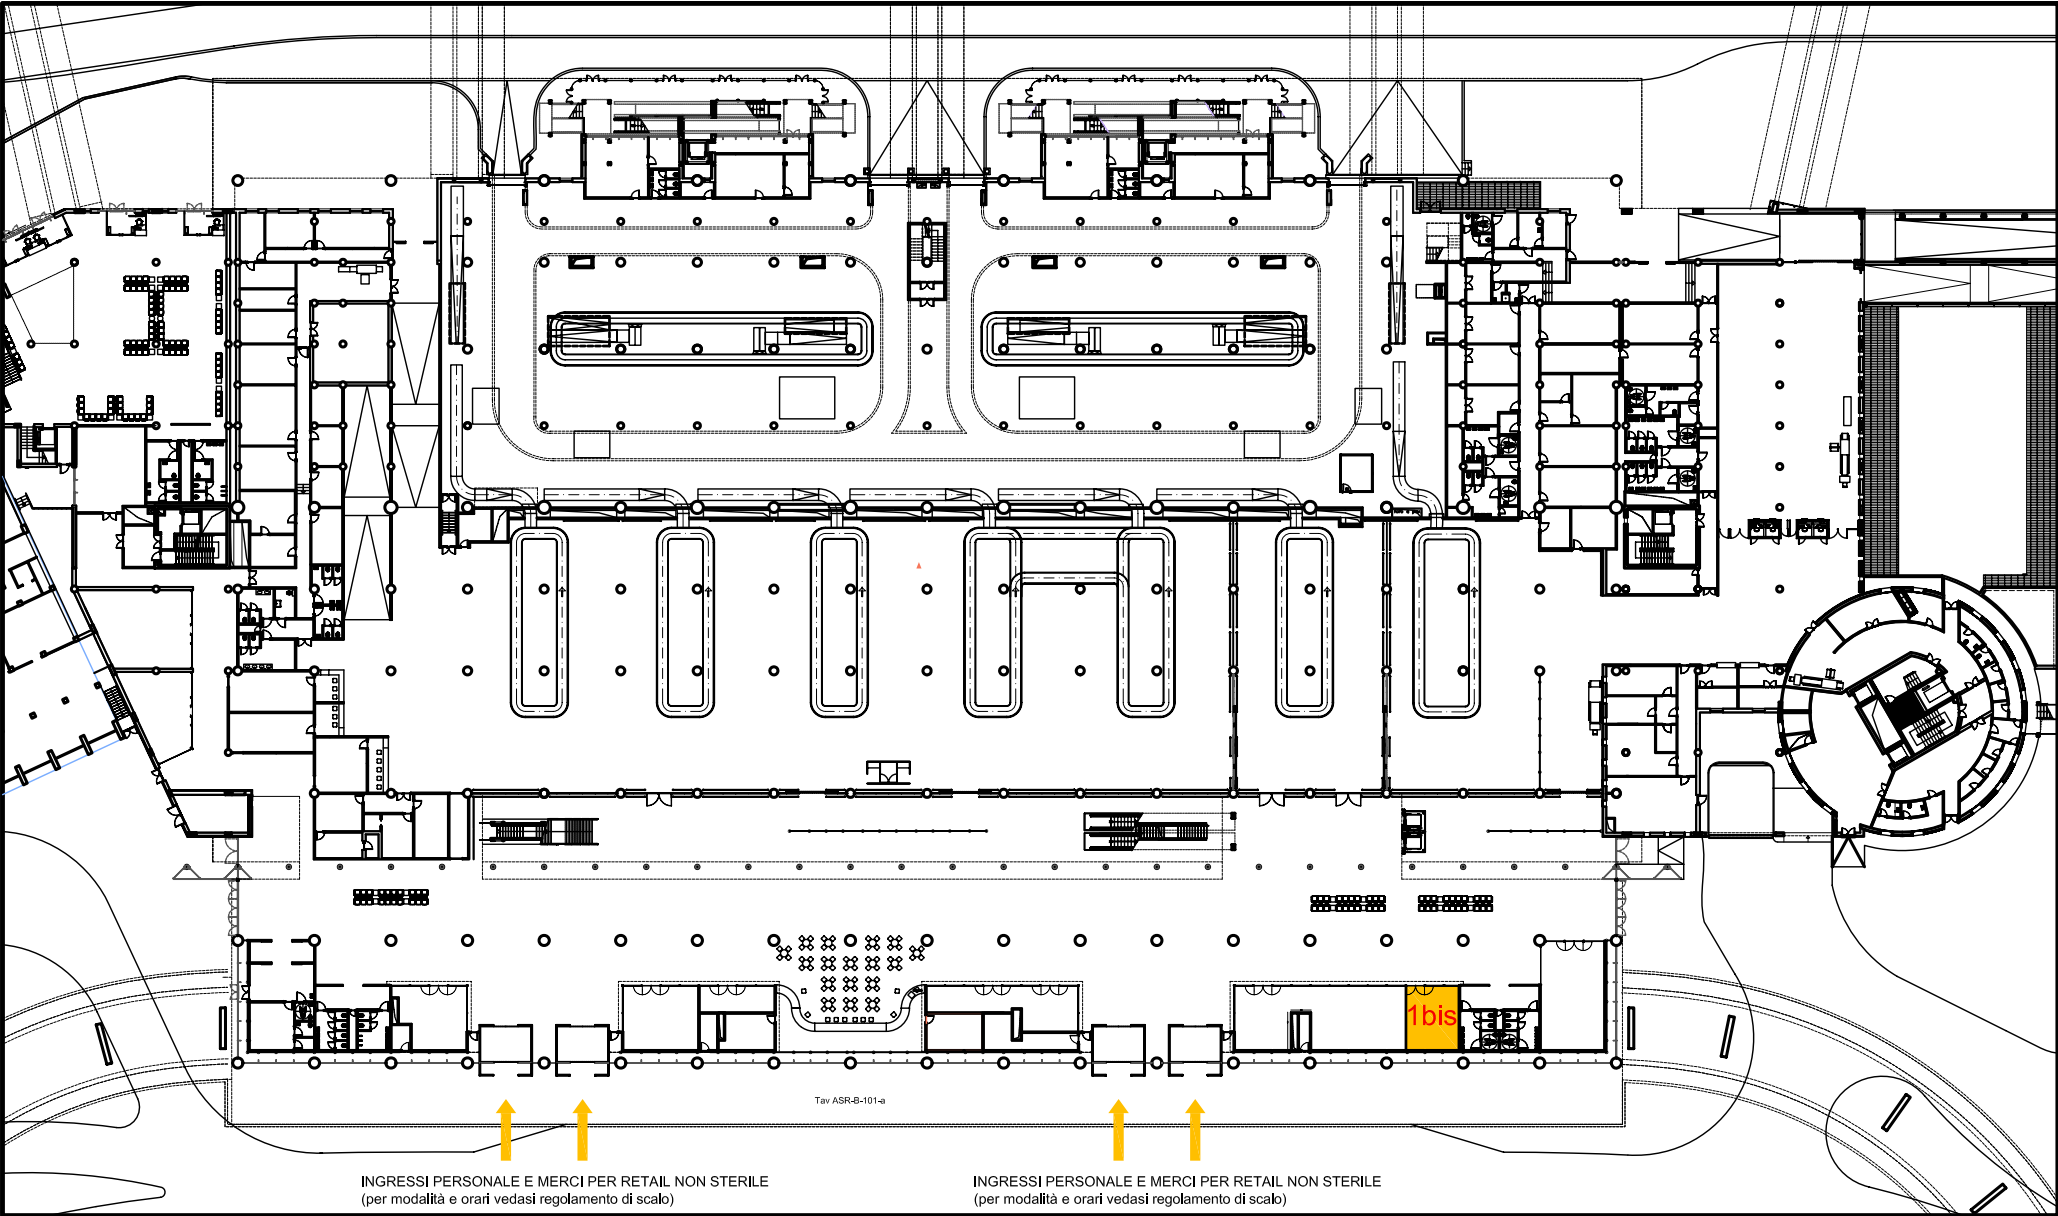 1bis
Tav ASR-B-101-a
INGRESSI PERSONALE E MERCI PER RETAIL NON STERILE
(per modalità e orari vedasi regolamento di scalo)
INGRESSI PERSONALE E MERCI PER RETAIL NON STERILE
(per modalità e orari vedasi regolamento di scalo)